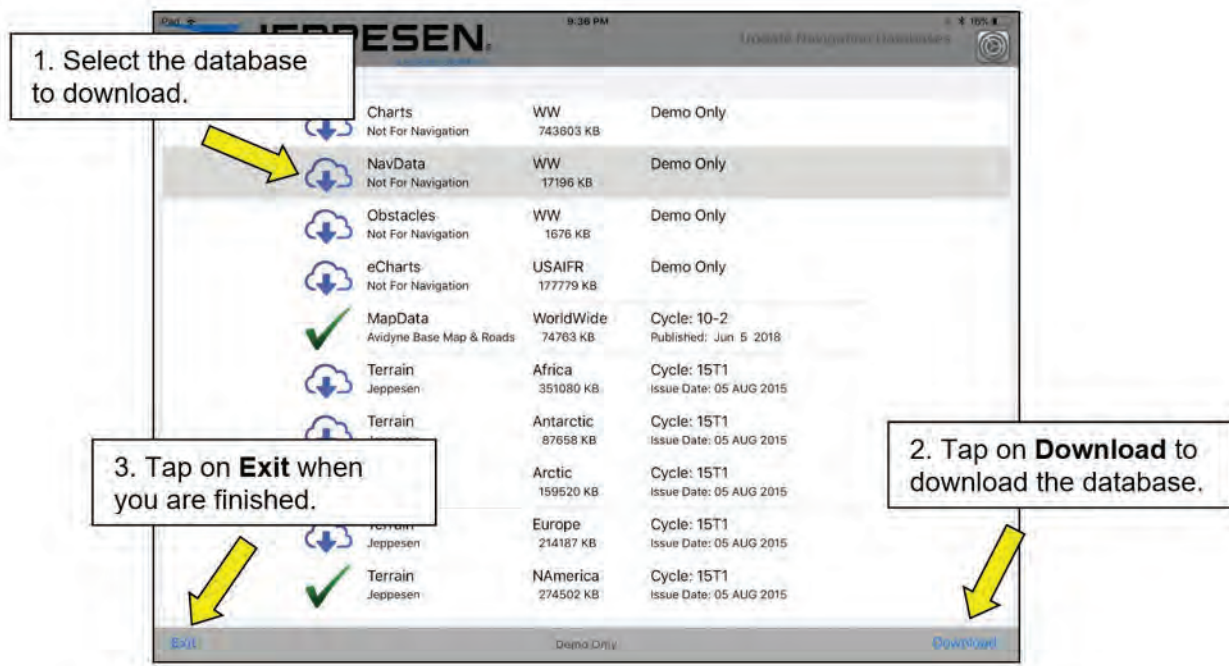 Pad
9:36 PM
15%
JEPPESEN
Update Navigation Databases
1. Select the database
to download.
Charts WW Demo Only
Not For Navigation 743603 KB
NavData WW Demo Only
Not For Navigation 17196 KB
Obstacles WW Demo Only
Not For Navigation 1676 KB
eCharts USAIFR Demo Only
Not For Navigation 177779 KB
MapData WorldWide Cycle: 10-2
Avidyne Base Map & Roads 74763 KB Published: Jun 5 2018
Terrain Africa Cycle: 15T1
Jeppesen 351080 KB Issue Date: 05 AUG 2015
Terrain Antarctic Cycle: 15T1
87658 KB Issue Date: 05 AUG 2015
Arctic Cycle: 15T1
159520 KB Issue Date: 05 AUG 2015
3. Tap on Exit when
you are finished.
2. Tap on Download to
download the database.
Terrain Europe Cycle: 15T1
Jeppesen 214187 KB Issue Date: 05 AUG 2015
Terrain NAmerica Cycle: 15T1
Jeppesen 274502 KB Issue Date: 05 AUG 2015
Exit Demo Only Download